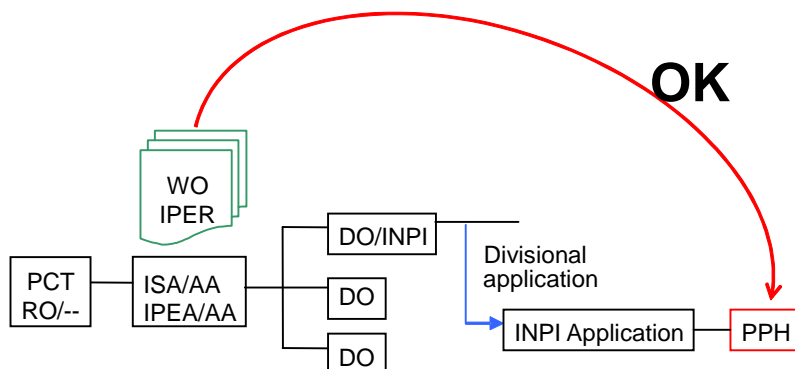 OK
WO
IPER
DO/INPI
Divisional
application
PCT
RO/--
ISA/AA
IPEA/AA
DO
INPI Application
PPH
DO